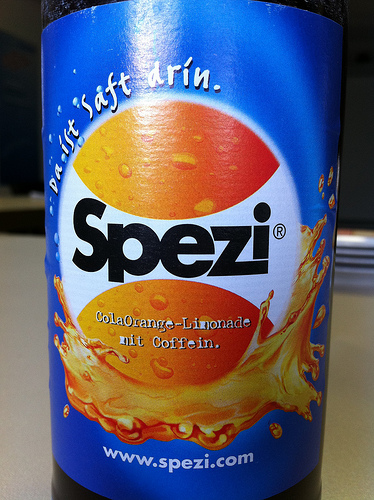 Da ist Saft drin.
Spezi®
ColaOrange-Limonade
mit Coffein.
www.spezi.com